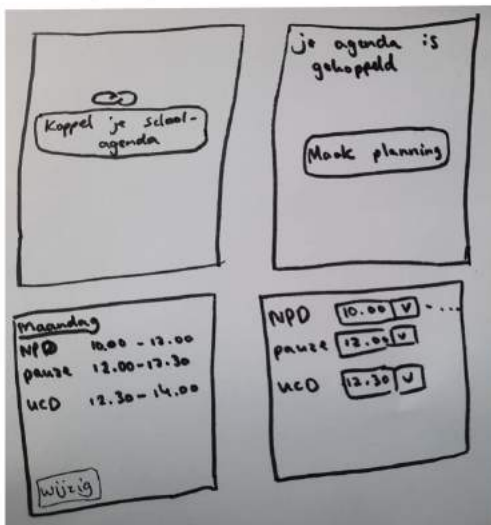 Koppel je school-
agenda
je agenda is
gekoppeld
Maak planning
Maandag
NPD 10.00 - 12.00
pauze 12.00-12.30
UCD 12.30-14.00
wijzig
NPD 10.00 v ....
pauze 12.00 v
UCD 12.30 v